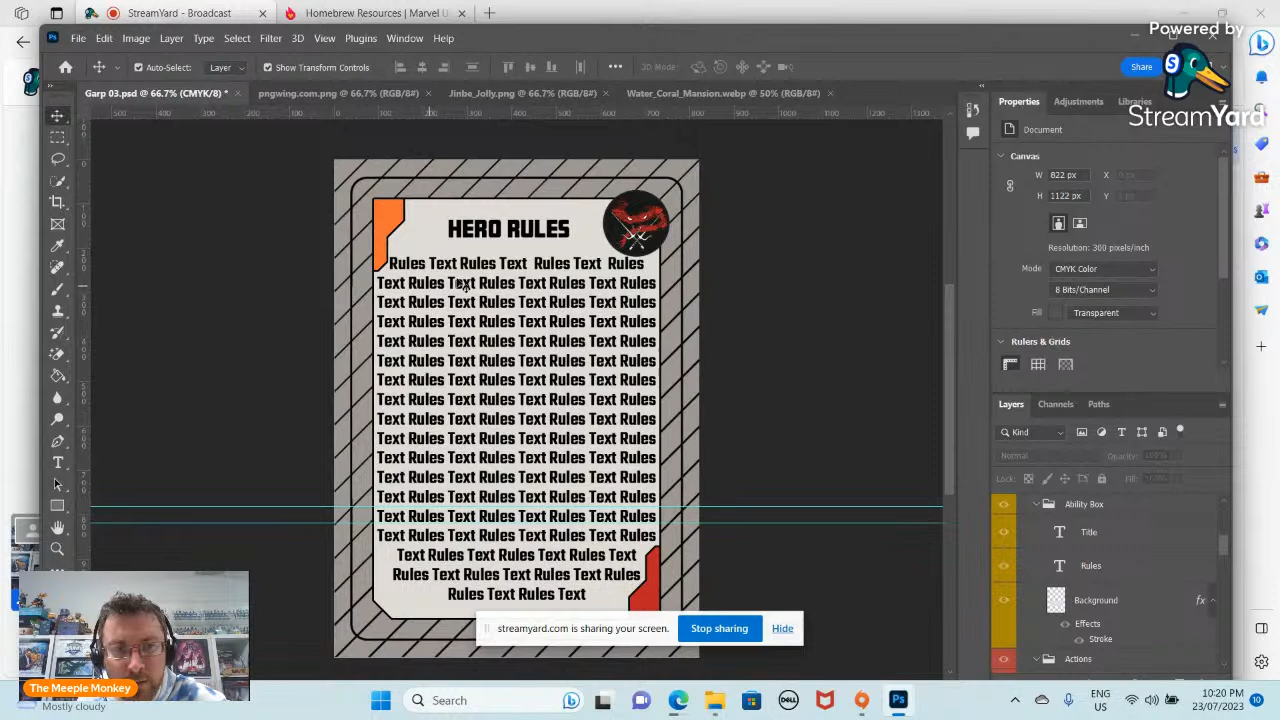 StreamYard - Broadcast
Homebrew Resources | Marvel U
Powered by
StreamYard
File Edit Image Layer Type Select Filter 3D View Plugins Window Help
Auto-Select: Layer Show Transform Controls 3D Mode: Share
Garp 03.psd @ 66.7% (CMYK/8) * pngwing.com.png @ 66.7% (RGB/8#) Jinbe_Jolly.png @ 66.7% (RGB/8#) Water_Coral_Mansion.webp @ 50% (RGB/8#)
Properties Adjustments Libraries
Document
Canvas
W 822 px X 0 px
H 1122 px Y 0 px
Resolution: 300 pixels/inch
Mode CMYK Color
8 Bits/Channel
Fill Transparent
Rulers & Grids
Layers Channels Paths
Kind
Normal Opacity: 100%
Lock: Fill: 100%
Ability Box
Title
Rules
Background fx
Effects
Stroke
Actions
HERO RULES
Rules Text Rules Text Rules Text Rules
Text Rules Text Rules Text Rules Text Rules
Text Rules Text Rules Text Rules Text Rules
Text Rules Text Rules Text Rules Text Rules
Text Rules Text Rules Text Rules Text Rules
Text Rules Text Rules Text Rules Text Rules
Text Rules Text Rules Text Rules Text Rules
Text Rules Text Rules Text Rules Text Rules
Text Rules Text Rules Text Rules Text Rules
Text Rules Text Rules Text Rules Text Rules
Text Rules Text Rules Text Rules Text Rules
Text Rules Text Rules Text Rules Text Rules
Text Rules Text Rules Text Rules Text Rules
Text Rules Text Rules Text Rules Text Rules
Text Rules Text Rules Text Rules Text Rules
Text Rules Text Rules Text Rules Text
Rules Text Rules Text Rules Text Rules
Rules Text Rules Text
streamyard.com is sharing your screen. Stop sharing Hide
The Meeple Monkey
Mostly cloudy
Search
ENG
US
10:20 PM
23/07/2023